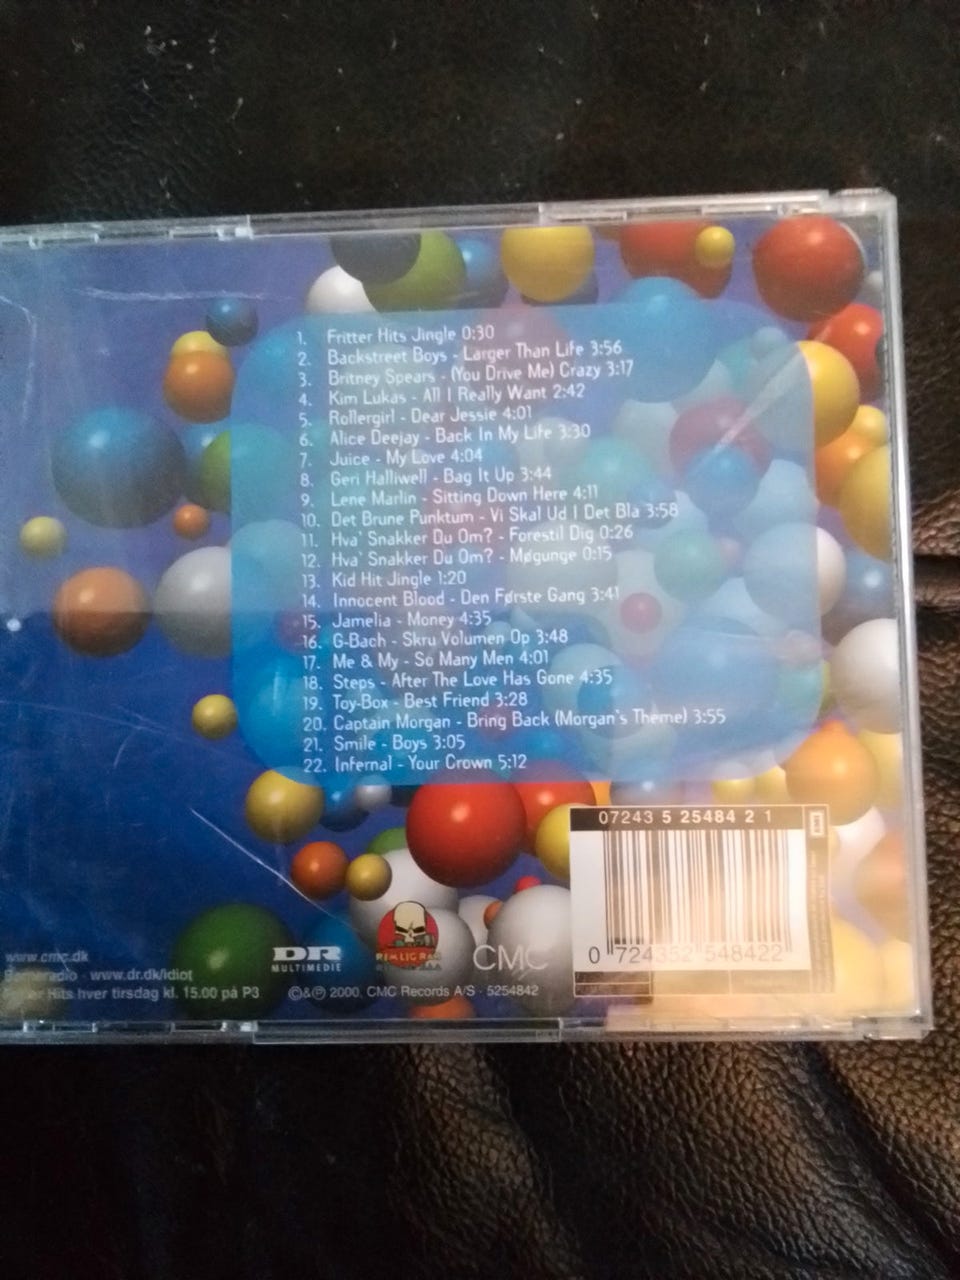 1. Fritter Hits Jingle 0:30
2. Backstreet Boys - Larger Than Life 3:56
3. Britney Spears - (You Drive Me) Crazy 3:17
4. Kim Lukas - All I Really Want 2:42
5. Rollergirl - Dear Jessie 4:01
6. Alice Deejay - Back In My Life 3:30
7. Juice - My Love 4:04
8. Geri Halliwell - Bag It Up 3:44
9. Lene Marlin - Sitting Down Here 4:11
10. Det Brune Punktum - Vi Skal Ud I Det Blå 3:58
11. Hva' Snakker Du Om? - Forestil Dig 0:26
12. Hva' Snakker Du Om? - Møgunge 0:15
13. Kid Hit Jingle 1:20
14. Innocent Blood - Den Første Gang 3:41
15. Jamelia - Money 4:35
16. G-Bach - Skru Volumen Op 3:48
17. Me & My - So Many Men 4:01
18. Steps - After The Love Has Gone 4:35
19. Toy-Box - Best Friend 3:28
20. Captain Morgan - Bring Back (Morgan's Theme) 3:55
21. Smile - Boys 3:05
22. Infernal - Your Crown 5:12
07243 5 25484 2 1
0 724352 548422
EMI
www.cmc.dk
www.dr.dk/idiot
Hits hver tirsdag kl. 15.00 på P3
DR
MULTIMEDIE
CMC
©&℗ 2000, CMC Records A/S · 5254842